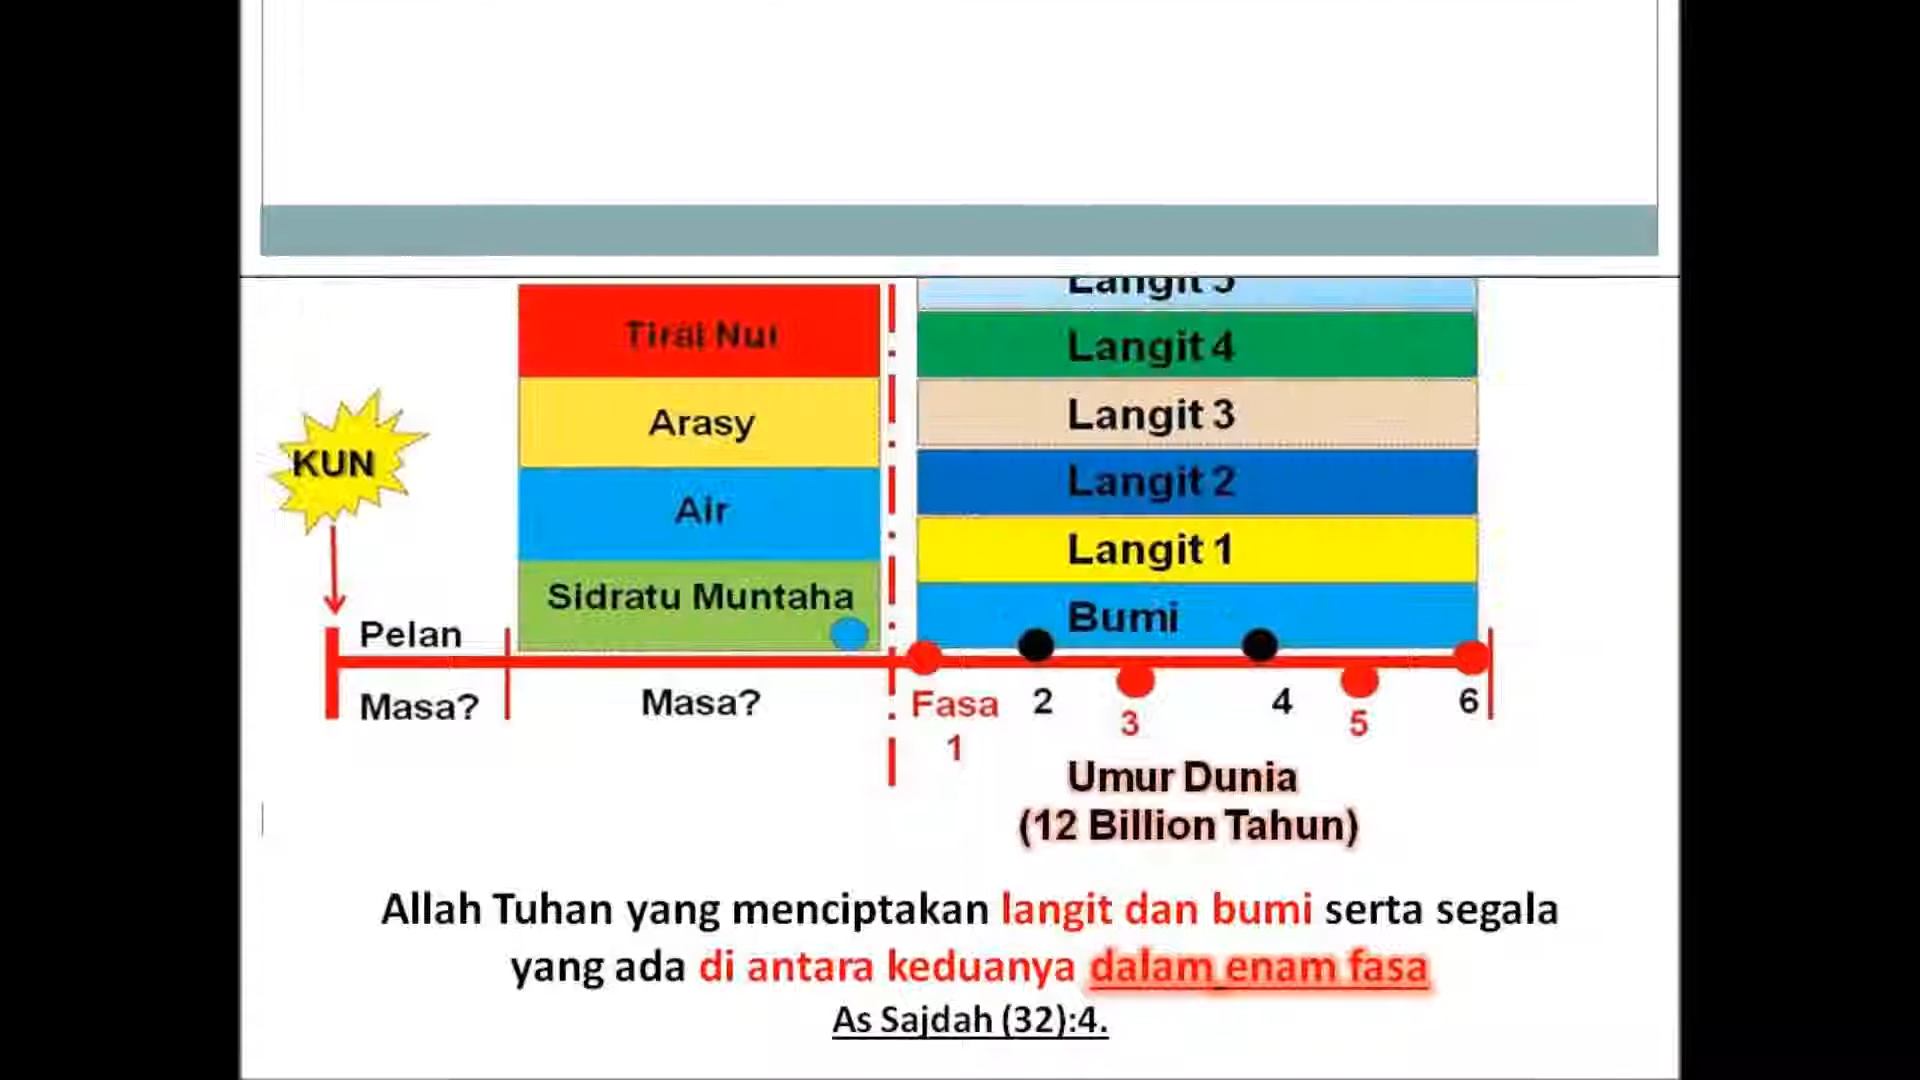 Langit 5
Tirai Nur
Langit 4
Arasy
Langit 3
KUN
Air
Langit 2
Sidratu Muntaha
Langit 1
Pelan
Bumi
Masa?
Masa?
Fasa
1
2
3
4
5
6
Umur Dunia
(12 Billion Tahun)
Allah Tuhan yang menciptakan langit dan bumi serta segala
yang ada di antara keduanya dalam enam fasa
As Sajdah (32):4.